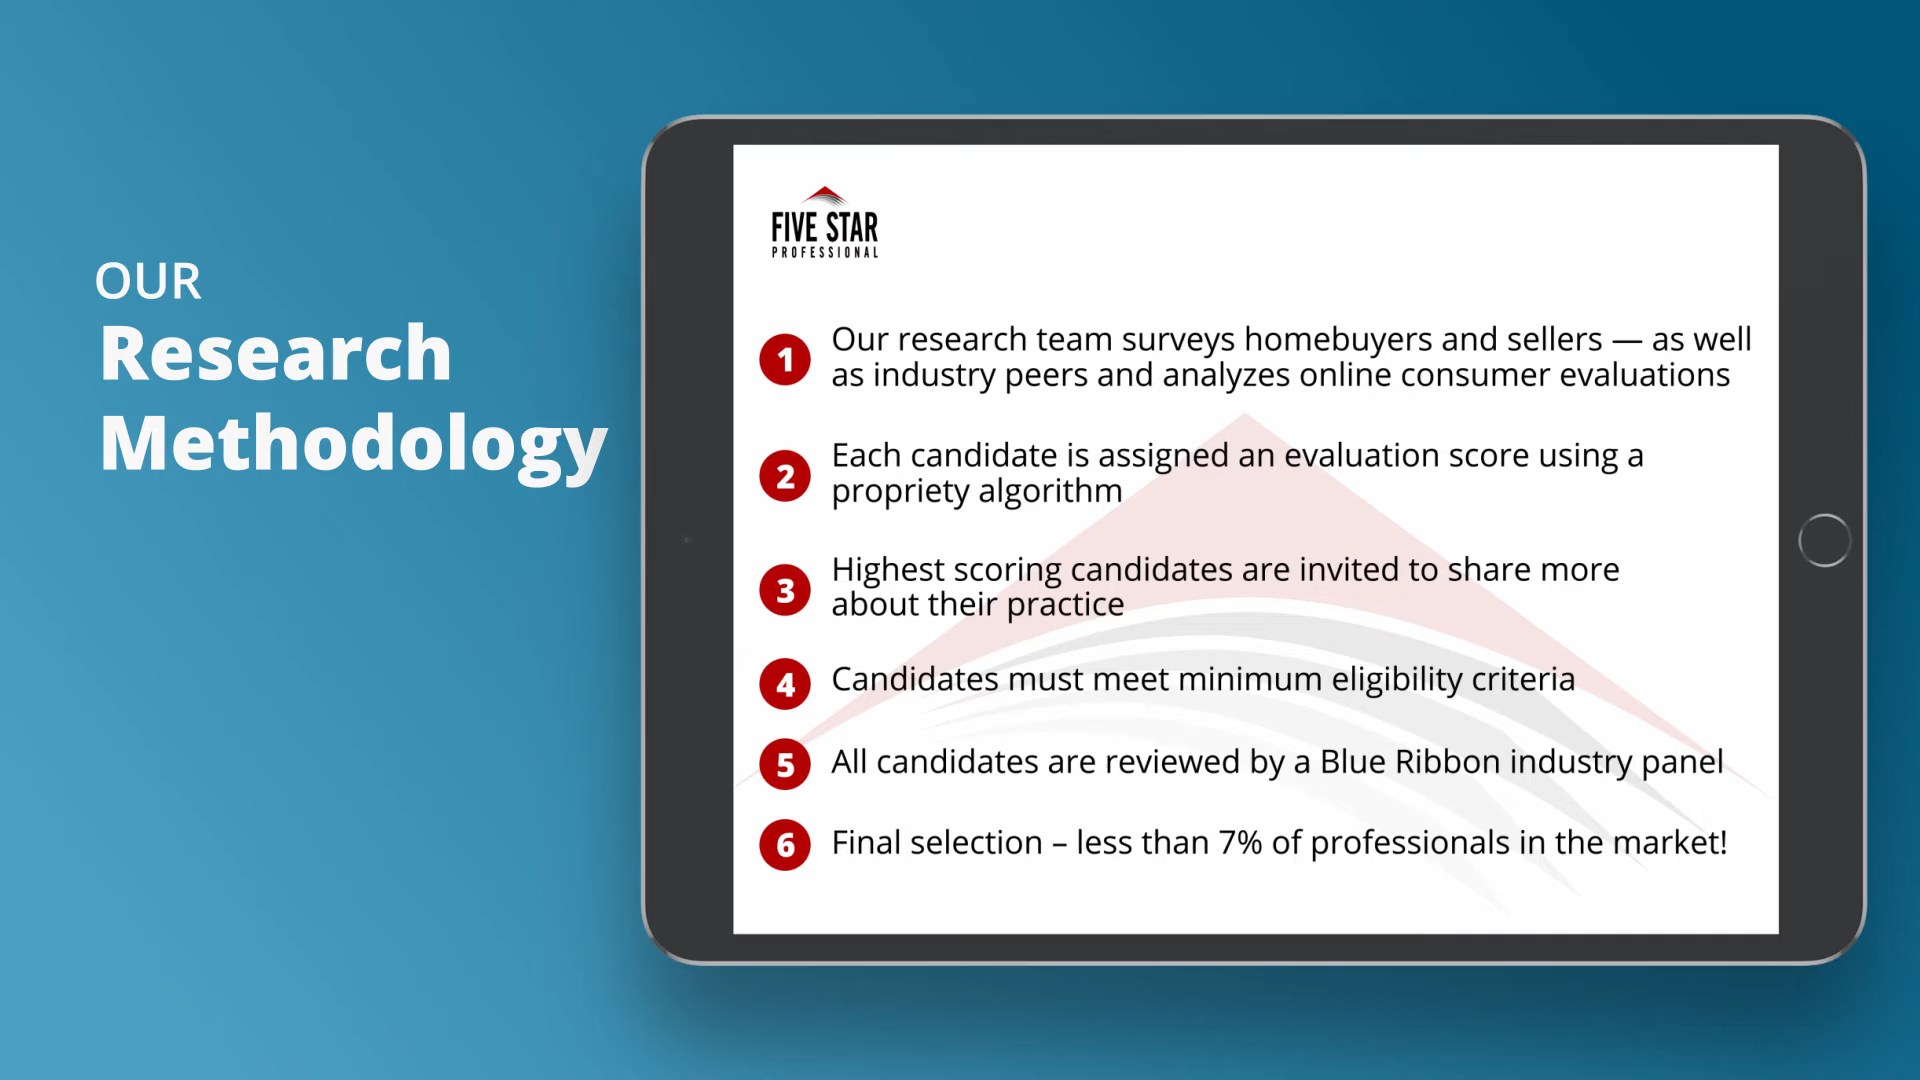 OUR
Research
Methodology
FIVE STAR
PROFESSIONAL
1 Our research team surveys homebuyers and sellers — as well
as industry peers and analyzes online consumer evaluations
2 Each candidate is assigned an evaluation score using a
propriety algorithm
3 Highest scoring candidates are invited to share more
about their practice
4 Candidates must meet minimum eligibility criteria
5 All candidates are reviewed by a Blue Ribbon industry panel
6 Final selection – less than 7% of professionals in the market!